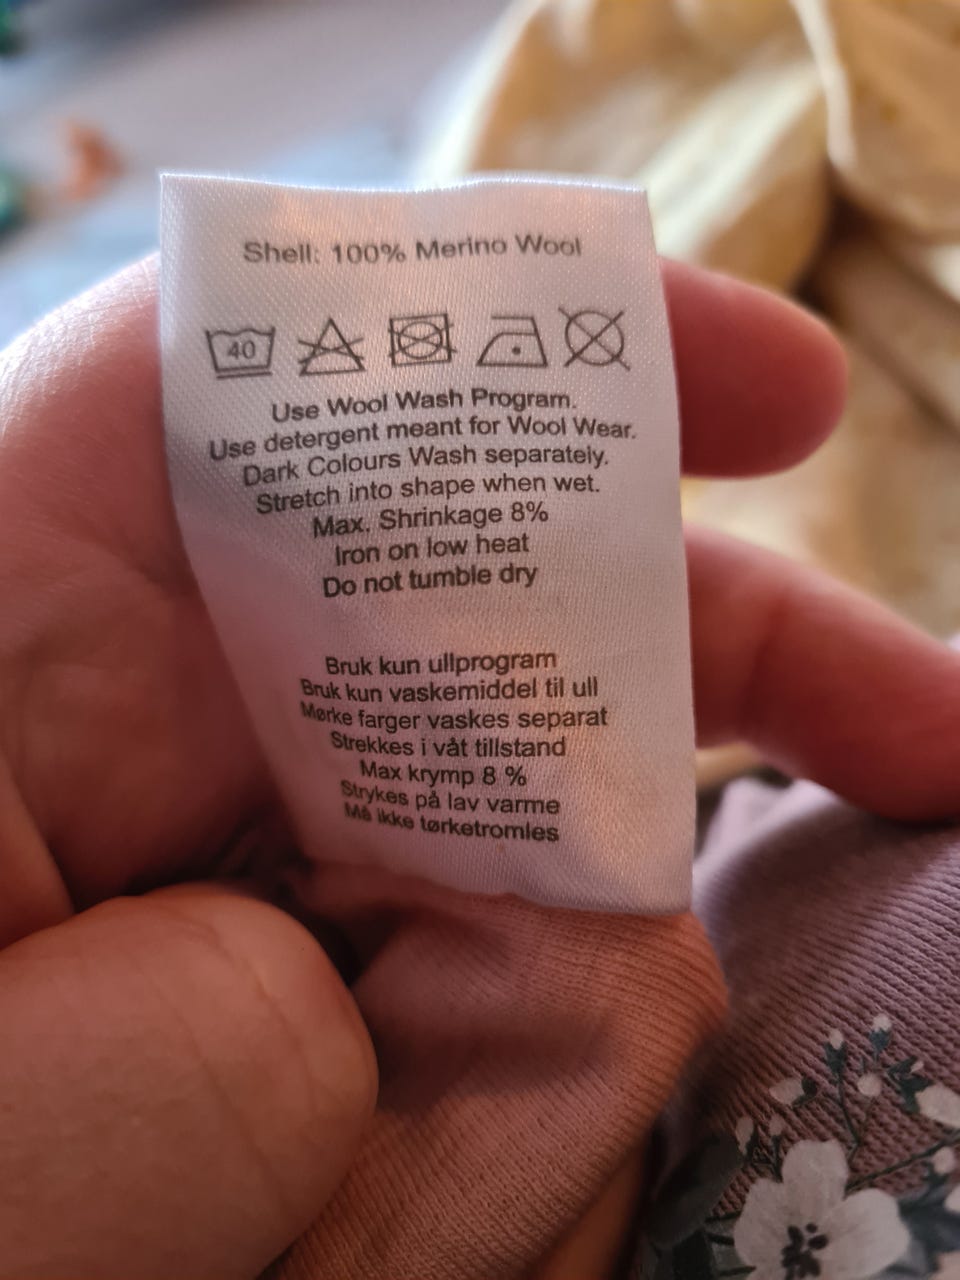 Shell: 100% Merino Wool
40
Use Wool Wash Program.
Use detergent meant for Wool Wear.
Dark Colours Wash separately.
Stretch into shape when wet.
Max. Shrinkage 8%
Iron on low heat
Do not tumble dry
Bruk kun ullprogram
Bruk kun vaskemiddel til ull
Mørke farger vaskes separat
Strekkes i våt tillstand
Max krymp 8 %
Strykes på lav varme
Må ikke tørketromles